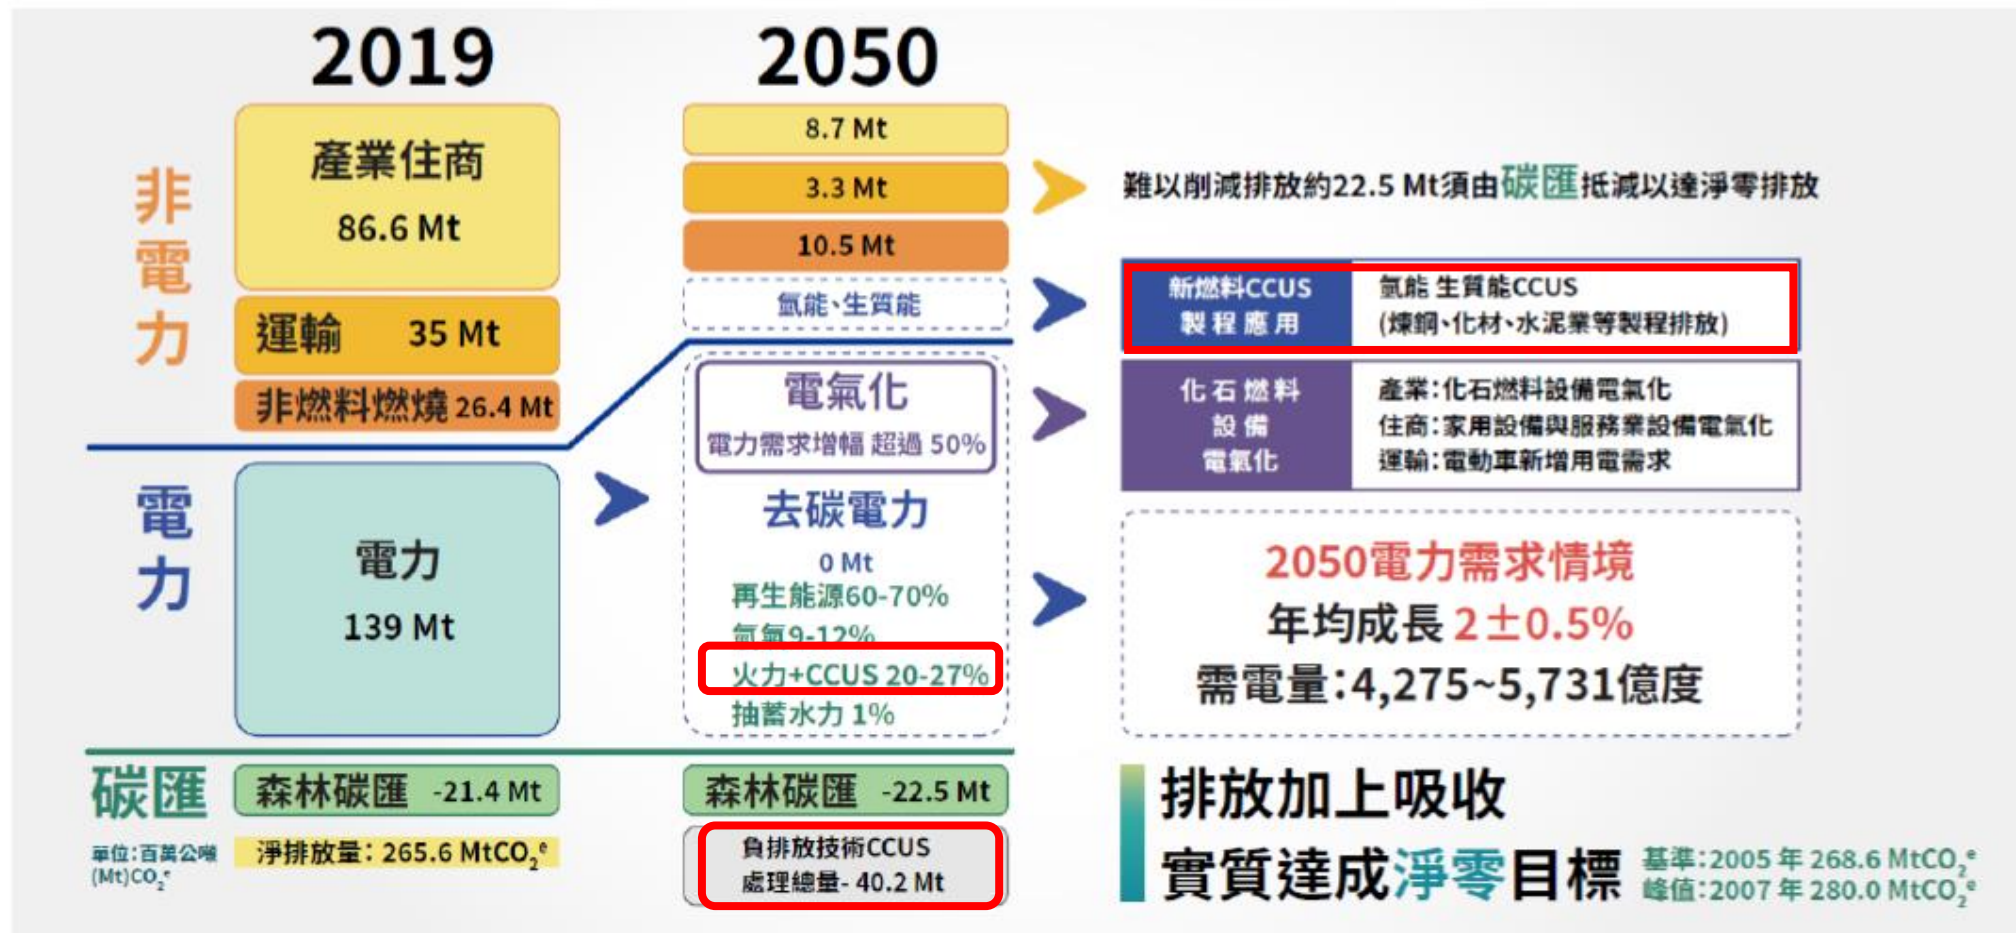 2019
2050
非電力
產業住商
86.6 Mt
運輸 35 Mt
非燃料燃燒 26.4 Mt
8.7 Mt
3.3 Mt
10.5 Mt
氫能、生質能
難以削減排放約22.5 Mt須由碳匯抵減以達淨零排放
新燃料CCUS
製程應用
氫能 生質能CCUS
(煉鋼、化材、水泥業等製程排放)
電氣化
電力需求增幅 超過 50%
化石燃料
設備
電氣化
產業:化石燃料設備電氣化
住商:家用設備與服務業設備電氣化
運輸:電動車新增用電需求
電力
電力
139 Mt
去碳電力
0 Mt
再生能源60-70%
氫氣9-12%
火力+CCUS 20-27%
抽蓄水力 1%
2050電力需求情境
年均成長 2±0.5%
需電量:4,275~5,731億度
碳匯
單位:百萬公噸
(Mt)CO₂ᵉ
森林碳匯 -21.4 Mt
淨排放量: 265.6 MtCO₂ᵉ
森林碳匯 -22.5 Mt
負排放技術CCUS
處理總量- 40.2 Mt
排放加上吸收
實質達成淨零目標
基準:2005 年 268.6 MtCO₂ᵉ
峰值:2007 年 280.0 MtCO₂ᵉ